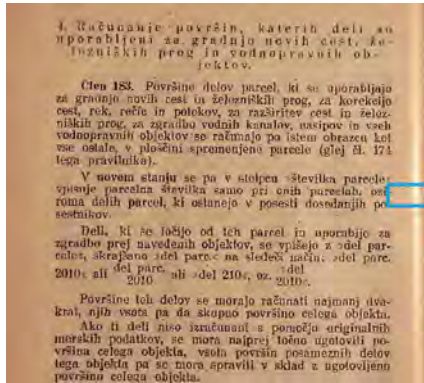 4. Računanje površin, katerih deli so
uporabljeni za gradnjo novih cest, že-
lezniških prog in vodnopravnih ob-
jektov.
Člen 183. Površine delov parcel, ki se uporabljajo
za gradnjo novih cest in železniških prog, za korekcijo
cest, rek, rečic in potokov, za razširitev cest in želez-
niških prog, za zgradbo vodnih kanalov, nasipov in vseh
vodnopravnih objektov se računajo po istem obrazcu kot
vse ostale, v ploščini spremenjene parcele (glej čl. 174
tega pravilnika).
V novem stanju se pa v stolpcu »številka parcele«
vpisuje parcelna številka samo pri onih parcelah, ozi-
roma delih parcel, ki ostanejo v posesti dosedanjih po-
sestnikov.
Deli, ki se ločijo od teh parcel in uporabijo za
zgradbo prej navedenih objektov, se vpišejo z »del par-
cele«, skrajšano »del parc.« na sledeči način: »del parc.
2010«, ali del parc. 2010 ali »del 210«, oz. »del 2010«.
Površine teh delov se morajo računati najmanj dva-
krat, njih vsota pa da skupno površino celega objekta.
Ako ti deli niso izračunani s pomočjo originalnih
merskih podatkov, se mora najprej točno ugotoviti po-
vršina celega objekta, vsota površin posameznih delov
tega objekta pa se mora spraviti v sklad z ugotovljeno
površino celega objekta.